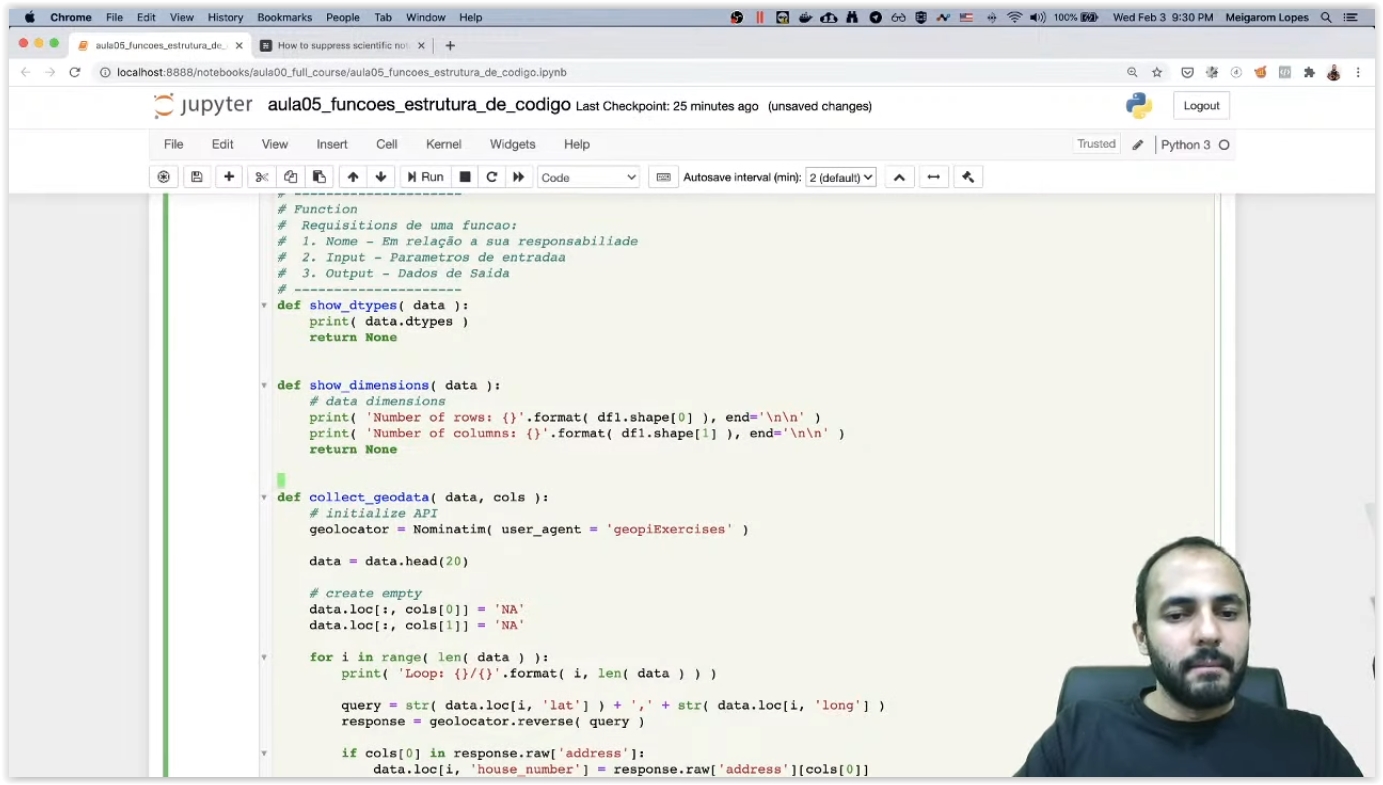 Chrome File Edit View History Bookmarks People Tab Window Help 100% Wed Feb 3 9:30 PM Meigarom Lopes
aula05_funcoes_estrutura_de_ How to suppress scientific not
localhost:8888/notebooks/aula00_full_course/aula05_funcoes_estrutura_de_codigo.ipynb
jupyter aula05_funcoes_estrutura_de_codigo Last Checkpoint: 25 minutes ago (unsaved changes) Logout
File Edit View Insert Cell Kernel Widgets Help Trusted Python 3
Run Code Autosave interval (min): 2 (default)
# ---------------------
# Function
#  Requisitions de uma funcao:
#  1. Nome - Em relação a sua responsabiliade
#  2. Input - Parametros de entradaa
#  3. Output - Dados de Saida
# ---------------------
def show_dtypes( data ):
    print( data.dtypes )
    return None
def show_dimensions( data ):
    # data dimensions
    print( 'Number of rows: {}'.format( df1.shape[0] ), end='\n\n' )
    print( 'Number of columns: {}'.format( df1.shape[1] ), end='\n\n' )
    return None
def collect_geodata( data, cols ):
    # initialize API
    geolocator = Nominatim( user_agent = 'geopiExercises' )
    data = data.head(20)
    # create empty
    data.loc[:, cols[0]] = 'NA'
    data.loc[:, cols[1]] = 'NA'
    for i in range( len( data ) ):
        print( 'Loop: {}/{}'.format( i, len( data ) ) )
        query = str( data.loc[i, 'lat'] ) + ',' + str( data.loc[i, 'long'] )
        response = geolocator.reverse( query )
        if cols[0] in response.raw['address']:
            data.loc[i, 'house_number'] = response.raw['address'][cols[0]]